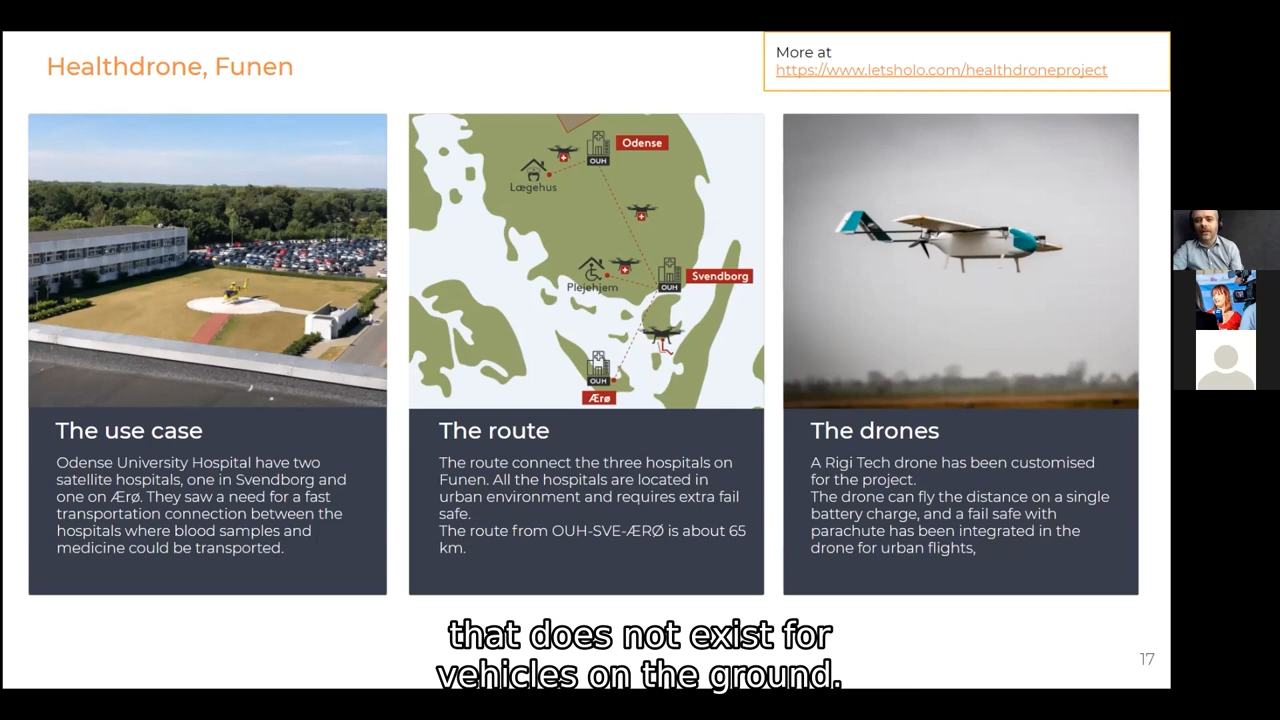 Healthdrone, Funen
More at
https://www.letsholo.com/healthdroneproject
Odense
OUH
Lægehus
Svendborg
OUH
Plejehjem
OUH
Ærø
The use case
Odense University Hospital have two
satellite hospitals, one in Svendborg and
one on Ærø. They saw a need for a fast
transportation connection between the
hospitals where blood samples and
medicine could be transported.
The route
The route connect the three hospitals on
Funen. All the hospitals are located in
urban environment and requires extra fail
safe.
The route from OUH-SVE-ÆRØ is about 65
km.
The drones
A Rigi Tech drone has been customised
for the project.
The drone can fly the distance on a single
battery charge, and a fail safe with
parachute has been integrated in the
drone for urban flights,
that does not exist for
vehicles on the ground.
17